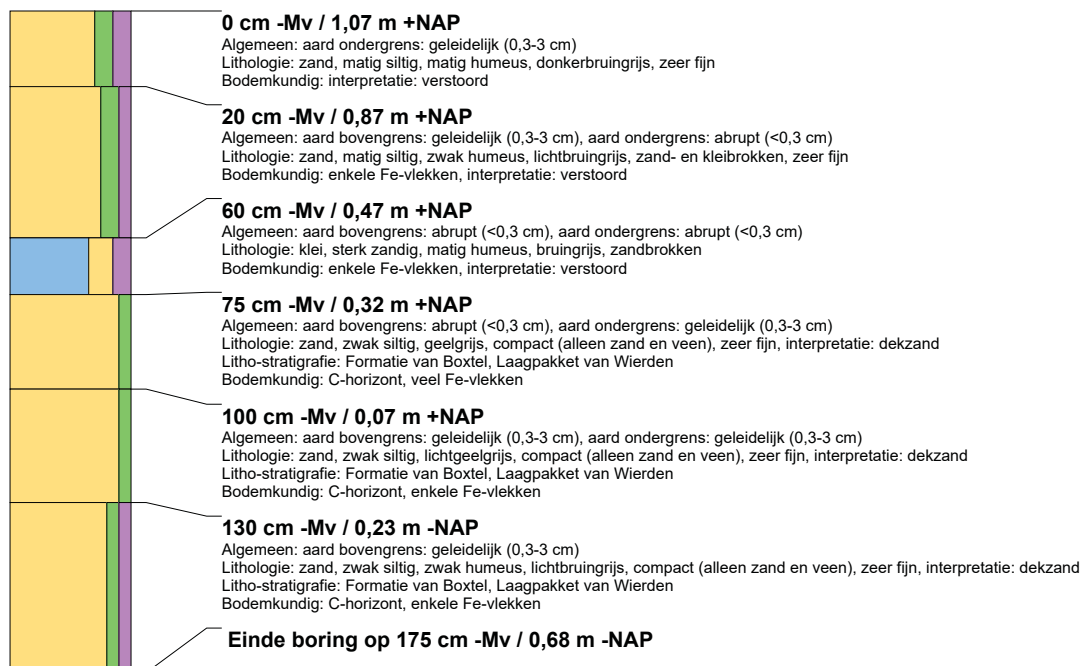 0 cm -Mv / 1,07 m +NAP
Algemeen: aard ondergrens: geleidelijk (0,3-3 cm)
Lithologie: zand, matig siltig, matig humeus, donkerbruingrijs, zeer fijn
Bodemkundig: interpretatie: verstoord
20 cm -Mv / 0,87 m +NAP
Algemeen: aard bovengrens: geleidelijk (0,3-3 cm), aard ondergrens: abrupt (<0,3 cm)
Lithologie: zand, matig siltig, zwak humeus, lichtbruingrijs, zand- en kleibrokken, zeer fijn
Bodemkundig: enkele Fe-vlekken, interpretatie: verstoord
60 cm -Mv / 0,47 m +NAP
Algemeen: aard bovengrens: abrupt (<0,3 cm), aard ondergrens: abrupt (<0,3 cm)
Lithologie: klei, sterk zandig, matig humeus, bruingrijs, zandbrokken
Bodemkundig: enkele Fe-vlekken, interpretatie: verstoord
75 cm -Mv / 0,32 m +NAP
Algemeen: aard bovengrens: abrupt (<0,3 cm), aard ondergrens: geleidelijk (0,3-3 cm)
Lithologie: zand, zwak siltig, geelgrijs, compact (alleen zand en veen), zeer fijn, interpretatie: dekzand
Litho-stratigrafie: Formatie van Boxtel, Laagpakket van Wierden
Bodemkundig: C-horizont, veel Fe-vlekken
100 cm -Mv / 0,07 m +NAP
Algemeen: aard bovengrens: geleidelijk (0,3-3 cm), aard ondergrens: geleidelijk (0,3-3 cm)
Lithologie: zand, zwak siltig, lichtgeelgrijs, compact (alleen zand en veen), zeer fijn, interpretatie: dekzand
Litho-stratigrafie: Formatie van Boxtel, Laagpakket van Wierden
Bodemkundig: C-horizont, enkele Fe-vlekken
130 cm -Mv / 0,23 m -NAP
Algemeen: aard bovengrens: geleidelijk (0,3-3 cm)
Lithologie: zand, zwak siltig, zwak humeus, lichtbruingrijs, compact (alleen zand en veen), zeer fijn, interpretatie: dekzand
Litho-stratigrafie: Formatie van Boxtel, Laagpakket van Wierden
Bodemkundig: C-horizont, enkele Fe-vlekken
Einde boring op 175 cm -Mv / 0,68 m -NAP